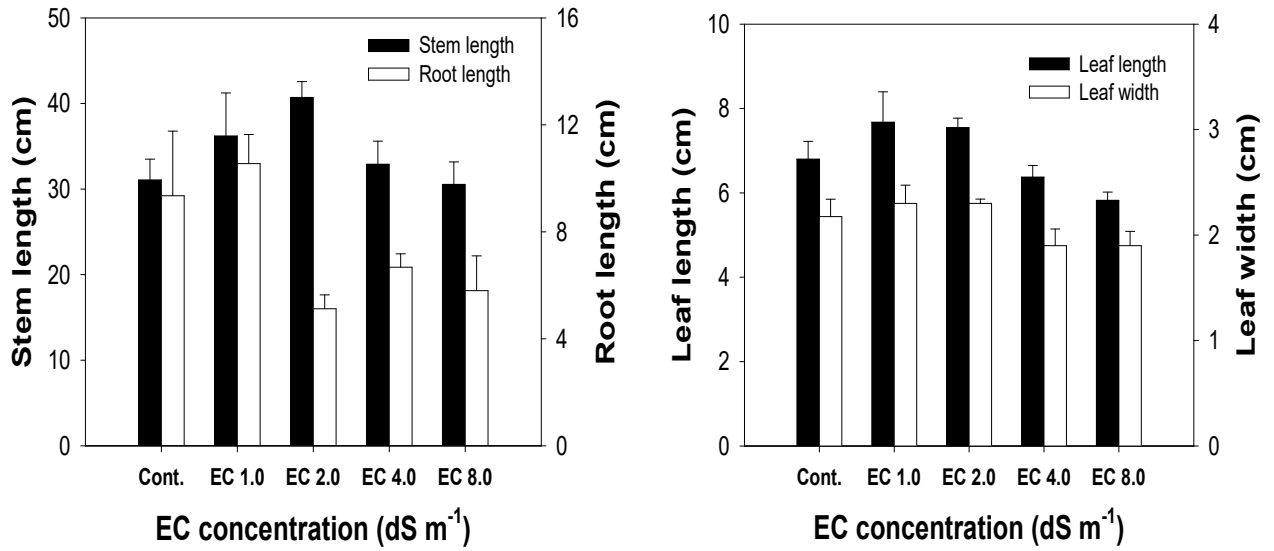 Stem length (cm)
50
40
30
20
10
0
Stem length
Root length
16
12
8
4
0
Root length (cm)
Cont. EC 1.0 EC 2.0 EC 4.0 EC 8.0
EC concentration (dS m⁻¹)
Leaf length (cm)
10
8
6
4
2
0
Leaf length
Leaf width
4
3
2
1
0
Leaf width (cm)
Cont. EC 1.0 EC 2.0 EC 4.0 EC 8.0
EC concentration (dS m⁻¹)